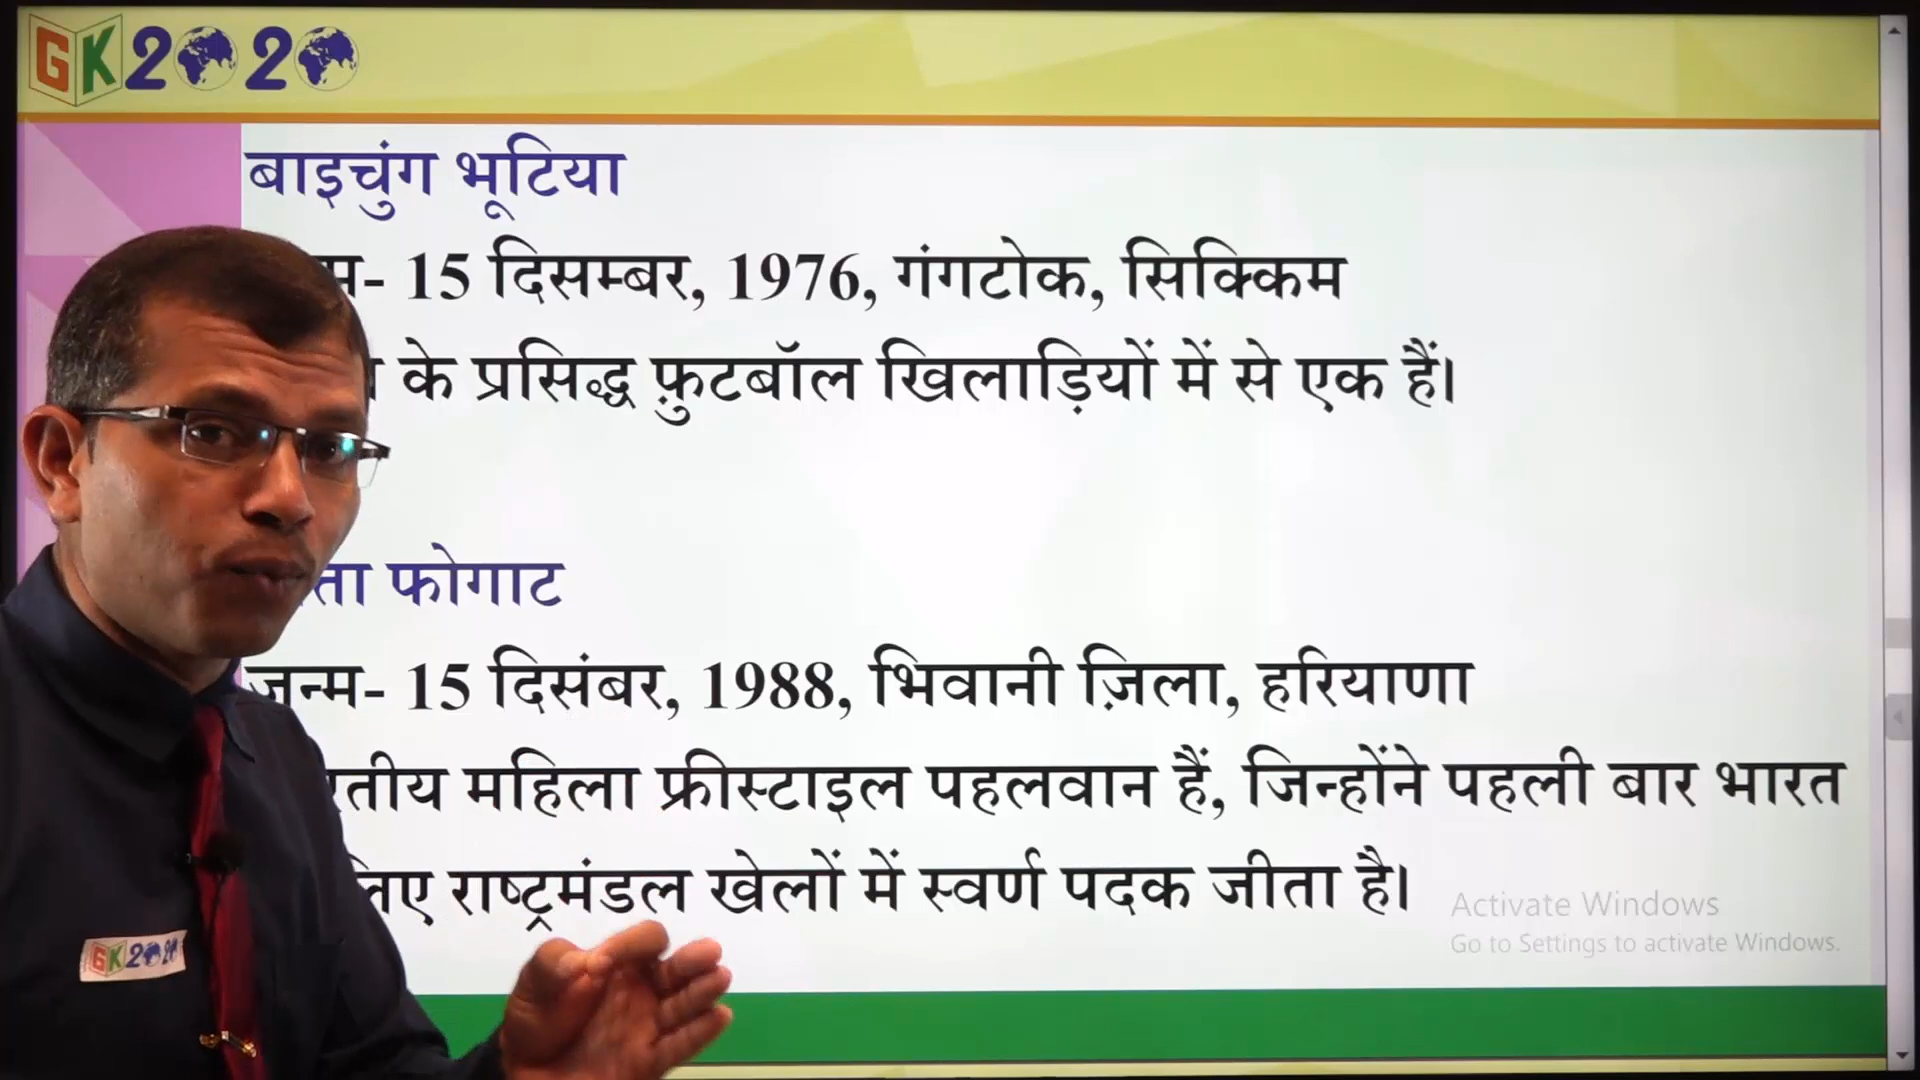 GK2020
बाइचुंग भूटिया
- 15 दिसम्बर, 1976, गंगटोक, सिक्किम
के प्रसिद्ध फ़ुटबॉल खिलाड़ियों में से एक हैं।
फोगाट
जन्म- 15 दिसंबर, 1988, भिवानी ज़िला, हरियाणा
महिला फ्रीस्टाइल पहलवान हैं, जिन्होंने पहली बार भारत
राष्ट्रमंडल खेलों में स्वर्ण पदक जीता है।
Activate Windows
Go to Settings to activate Windows.
GK2020